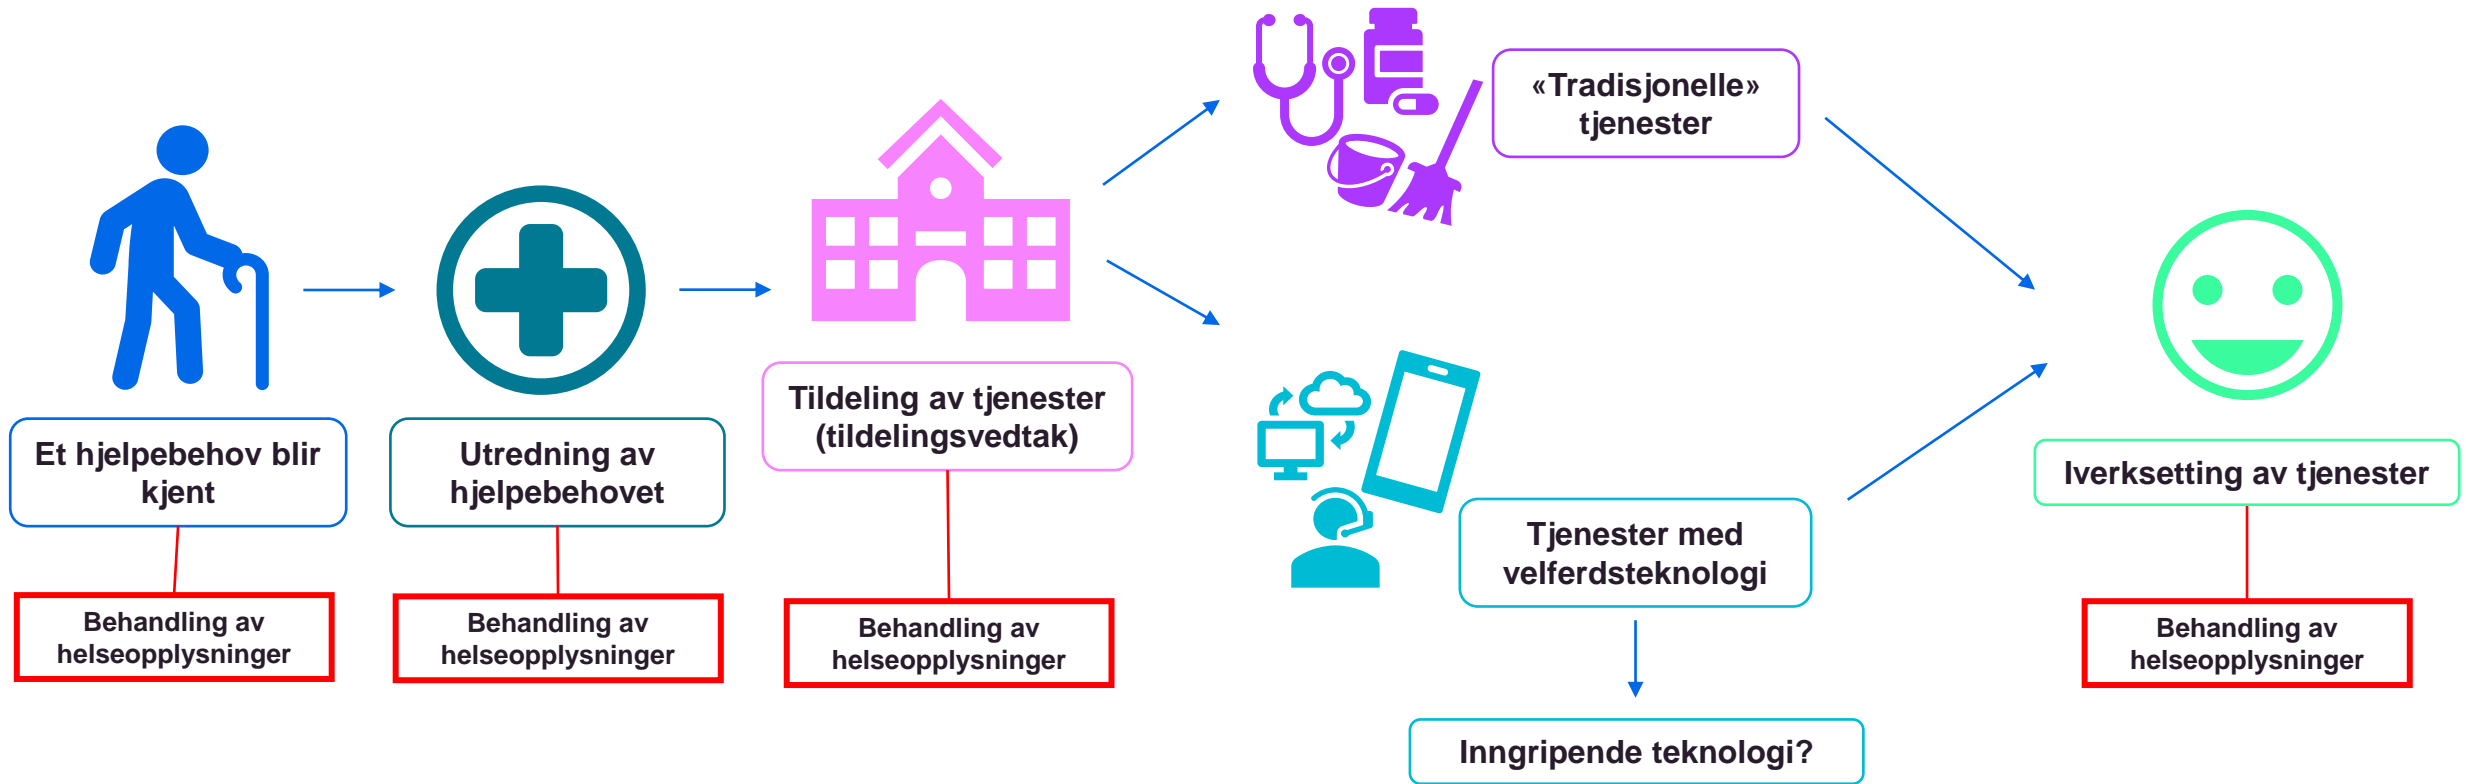 Et hjelpebehov blir
kjent
Behandling av
helseopplysninger
Utredning av
hjelpebehovet
Behandling av
helseopplysninger
Tildeling av tjenester
(tildelingsvedtak)
Behandling av
helseopplysninger
«Tradisjonelle»
tjenester
Tjenester med
velferdsteknologi
Inngripende teknologi?
Iverksetting av tjenester
Behandling av
helseopplysninger